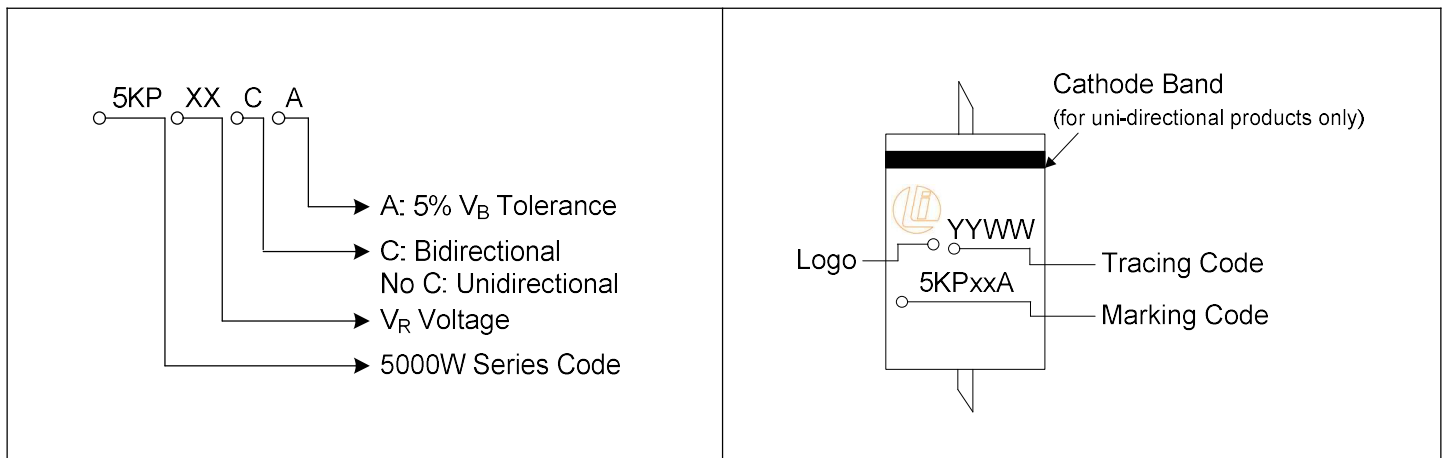 5KP XX C A
A: 5% VB Tolerance
C: Bidirectional
No C: Unidirectional
VR Voltage
5000W Series Code
Cathode Band
(for uni-directional products only)
YYWW
Logo
Tracing Code
5KPxxA
Marking Code